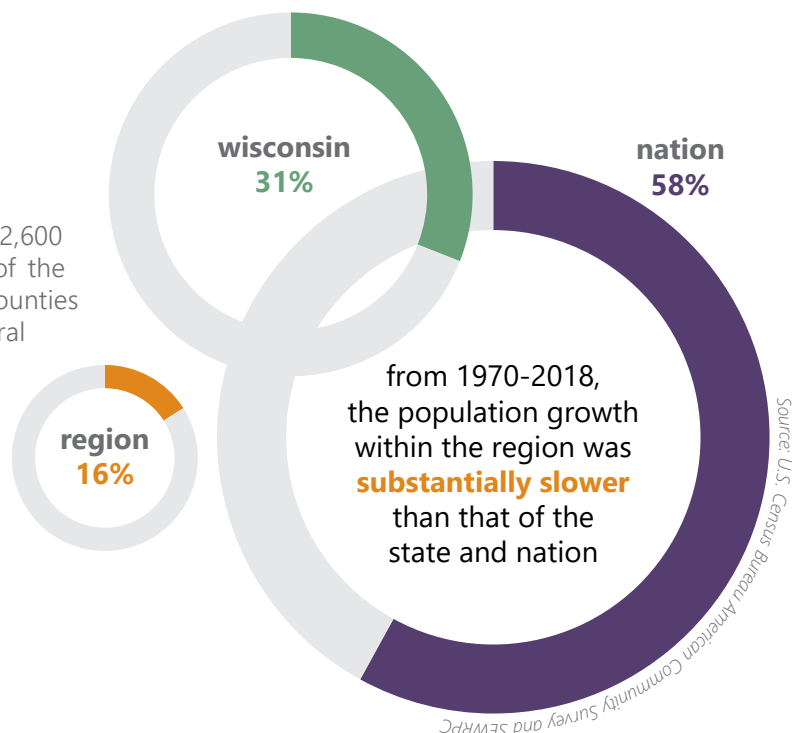 wisconsin
31%
nation
58%
2,600
of the
ounties
ral
region
16%
from 1970-2018,
the population growth
within the region was
substantially slower
than that of the
state and nation
Source: U.S. Census Bureau American Community Survey and SEWRPC